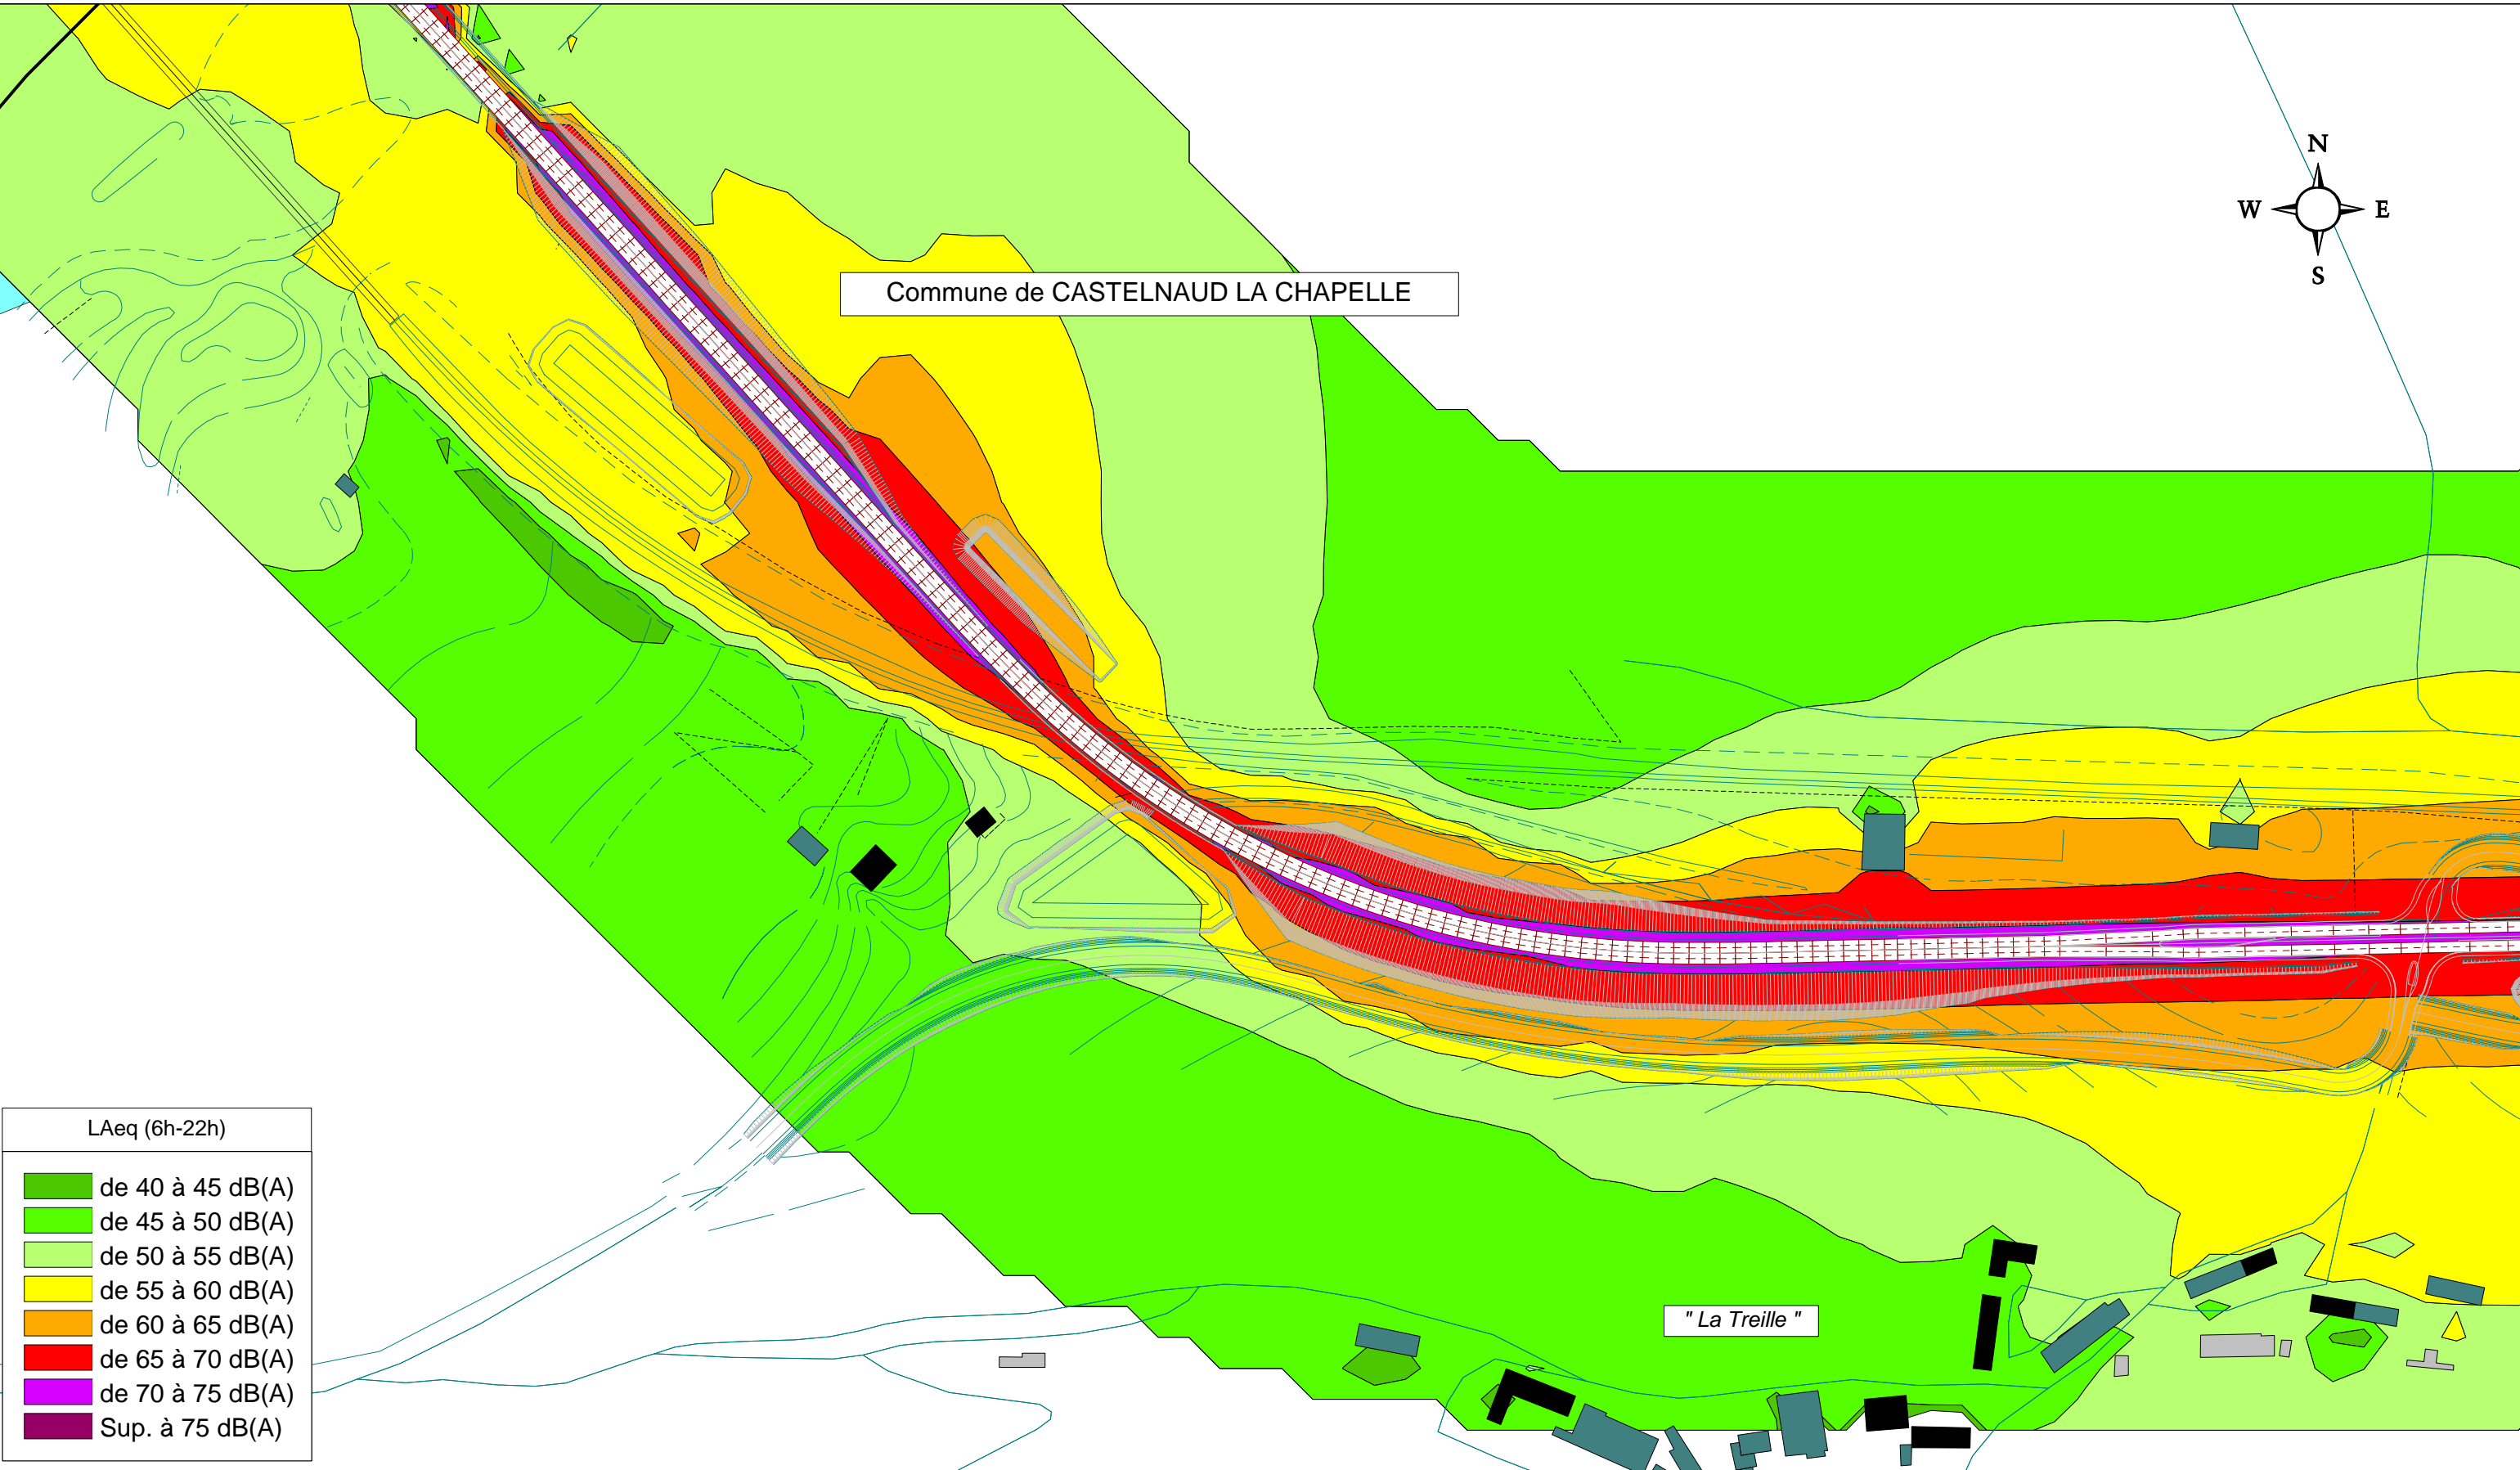 N
W E
S
Commune de CASTELNAUD LA CHAPELLE
" La Treille "
LAeq (6h-22h)
de 40 à 45 dB(A)
de 45 à 50 dB(A)
de 50 à 55 dB(A)
de 55 à 60 dB(A)
de 60 à 65 dB(A)
de 65 à 70 dB(A)
de 70 à 75 dB(A)
Sup. à 75 dB(A)